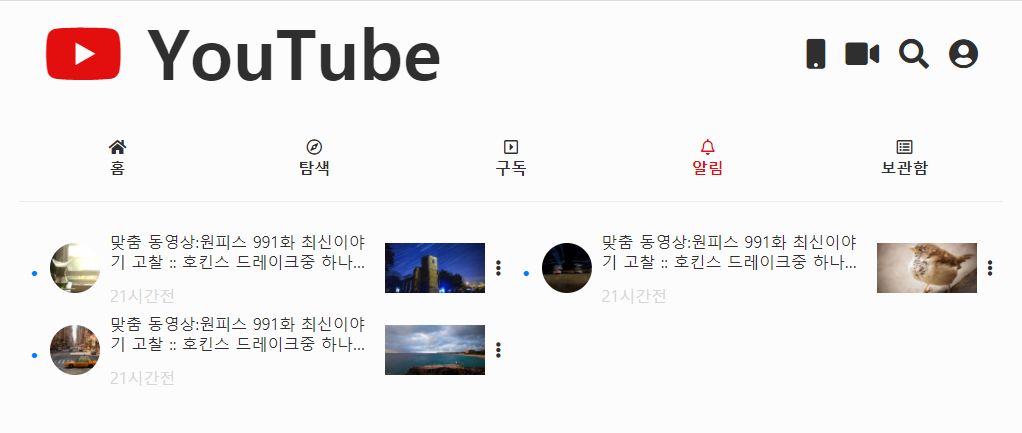 YouTube
홈
탐색
구독
알림
보관함
맞춤 동영상:원피스 991화 최신이야
기 고찰 :: 호킨스 드레이크중 하나...
21시간전
맞춤 동영상:원피스 991화 최신이야
기 고찰 :: 호킨스 드레이크중 하나...
21시간전
맞춤 동영상:원피스 991화 최신이야
기 고찰 :: 호킨스 드레이크중 하나...
21시간전